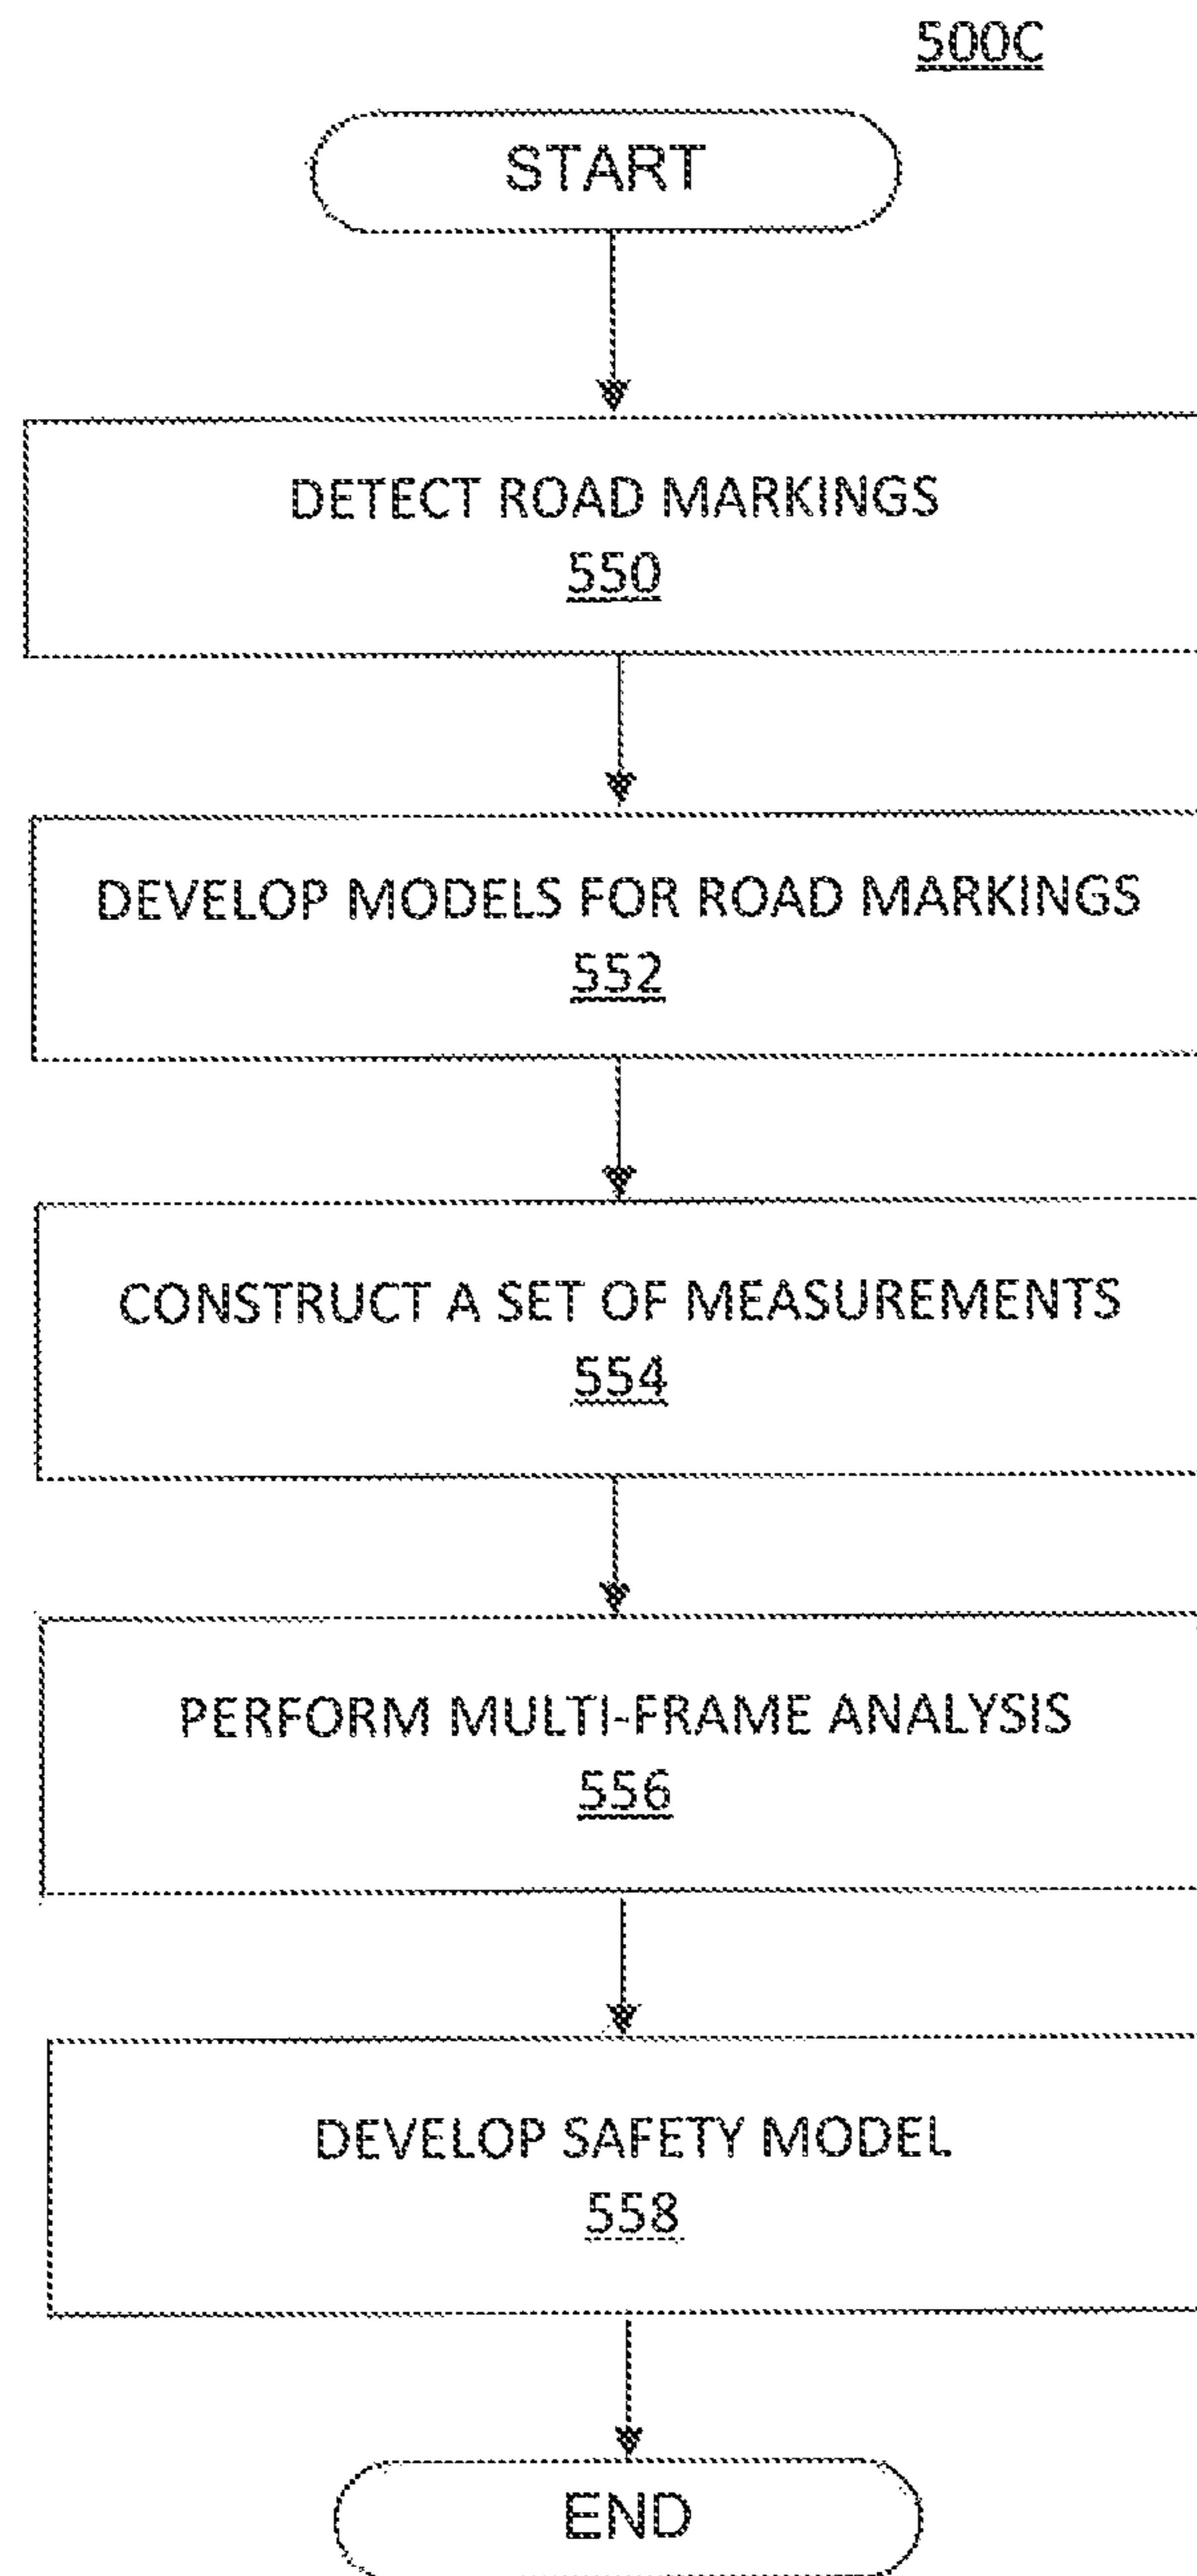 500C
START
DETECT ROAD MARKINGS
550
DEVELOP MODELS FOR ROAD MARKINGS
552
CONSTRUCT A SET OF MEASUREMENTS
554
PERFORM MULTI-FRAME ANALYSIS
556
DEVELOP SAFETY MODEL
558
END